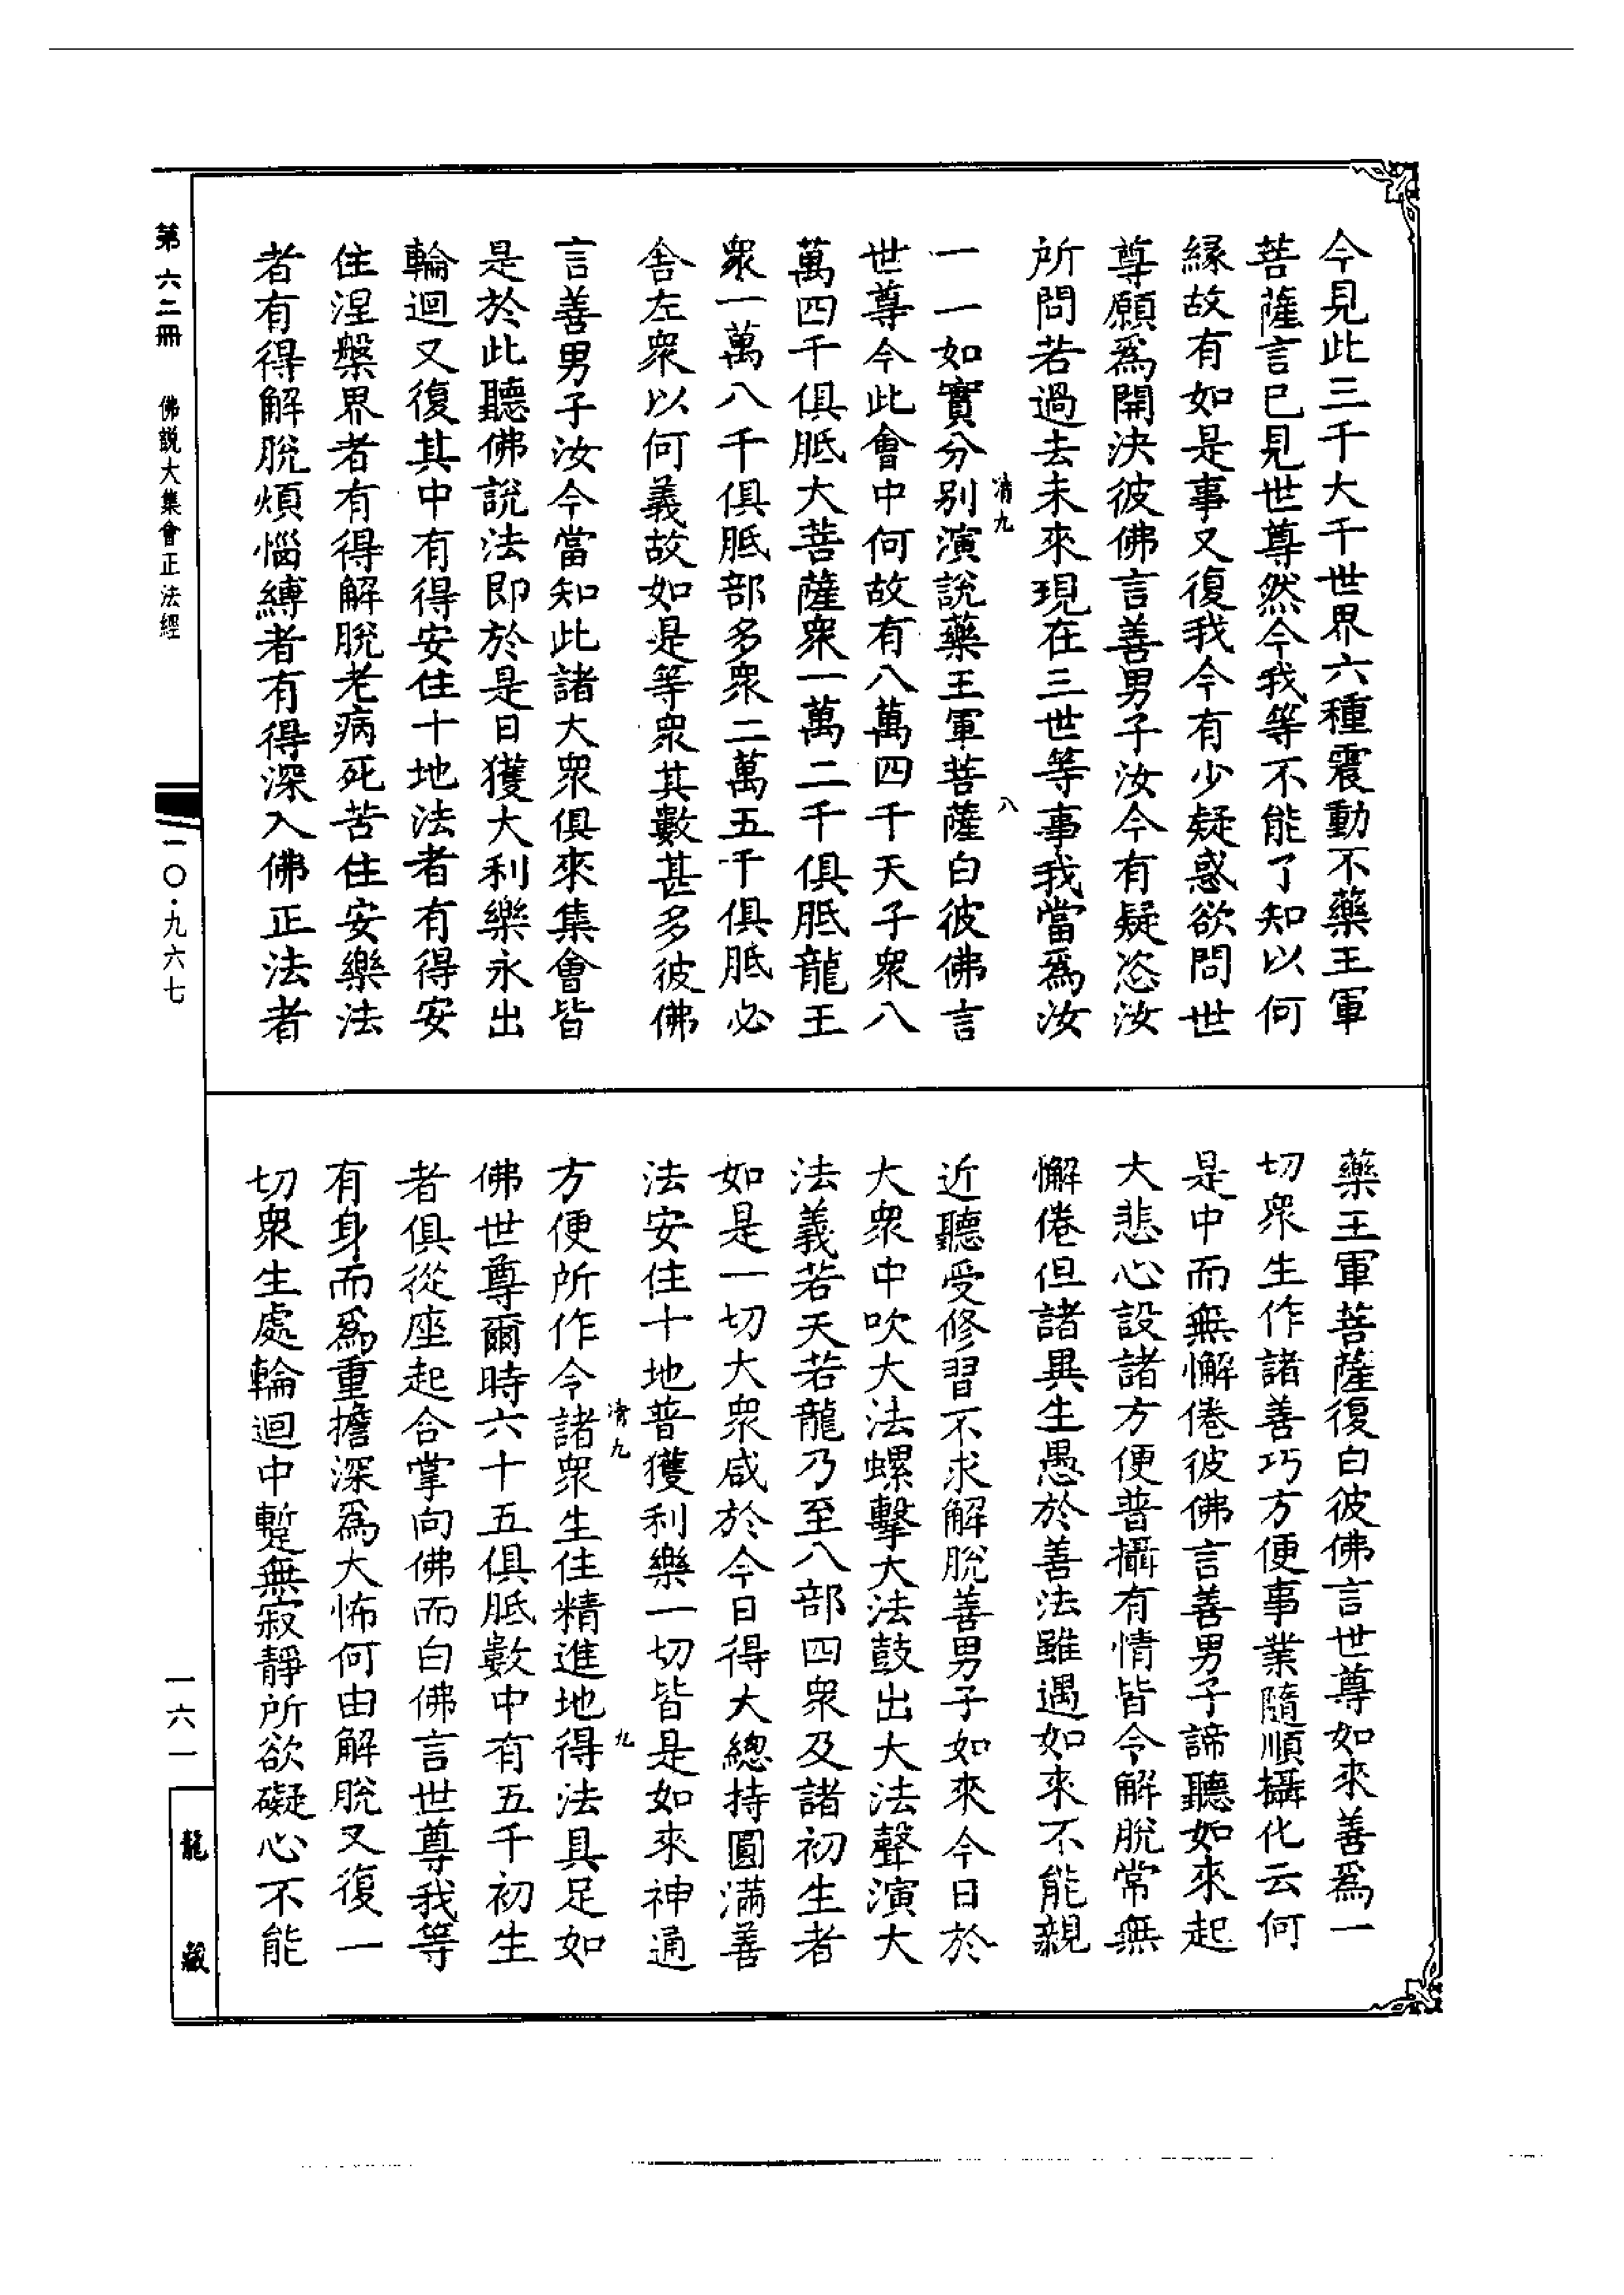 今見此三千大千世界六種震動不藥王軍
菩薩言已見世尊然今我等不能了知以何
緣故有如是事又復我今有少疑惑欲問世
尊願爲開決彼佛言善男子汝今有疑恣汝
所問若過去未來現在三世等事我當爲汝
清九
八
一一如實分別演說藥王軍菩薩白彼佛言
世尊今此會中何故有八萬四千天子衆八
萬四千俱胝大菩薩衆一萬二千俱胝龍王
衆一萬八千俱胝部多衆二萬五千俱胝必
舍左衆以何義故如是等衆其數甚多彼佛
言善男子汝今當知此諸大衆俱來集會皆
是於此聽佛說法即於是日獲大利樂永出
輪迴又復其中有得安住十地法者有得安
住涅槃界者有得解脫老病死苦住安樂法
者有得解脫煩惱縛者有得深入佛正法者
藥王軍菩薩復白彼佛言世尊如來善爲一
切衆生作諸善巧方便事業隨順攝化云何
是中而無懈倦彼佛言善男子諦聽如來起
大悲心設諸方便普攝有情皆令解脫常無
懈倦但諸異生愚於善法雖遇如來不能親
近聽受修習不求解脫善男子如來今日於
大衆中吹大法螺擊大法鼓出大法聲演大
法義若天若龍乃至八部四衆及諸初生者
如是一切大衆咸於今日得大總持圓滿善
法安住十地普獲利樂一切皆是如來神通
清九
九
方便所作令諸衆生住精進地得法具足如
佛世尊爾時六十五俱胝數中有五千初生
者俱從座起合掌向佛而白佛言世尊我等
有身而爲重擔深爲大怖何由解脫又復一
切衆生處輪迴中暫無寂靜所欲礙心不能
第六二冊　佛說大集會正法經
一〇·九六七
一六一
龍藏